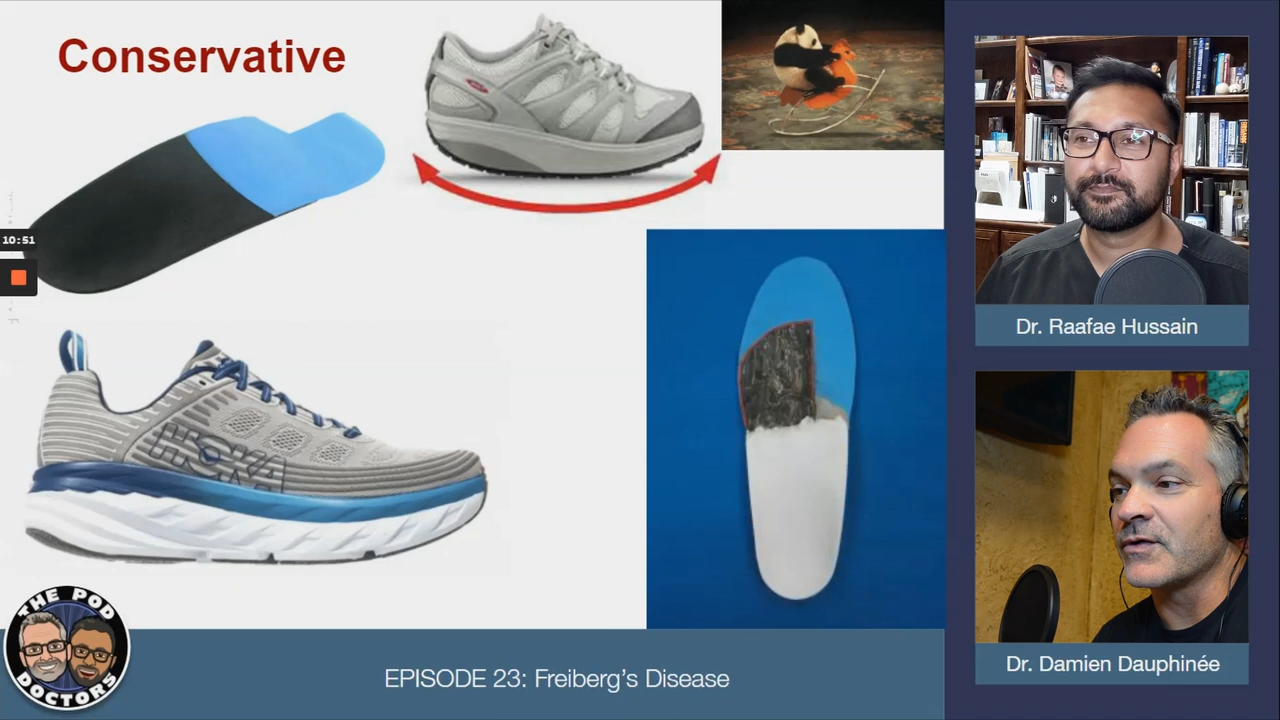 Conservative
10:51
HOKA
THE POD
DOCTORS
EPISODE 23: Freiberg's Disease
Dr. Raafae Hussain
Dr. Damien Dauphinée